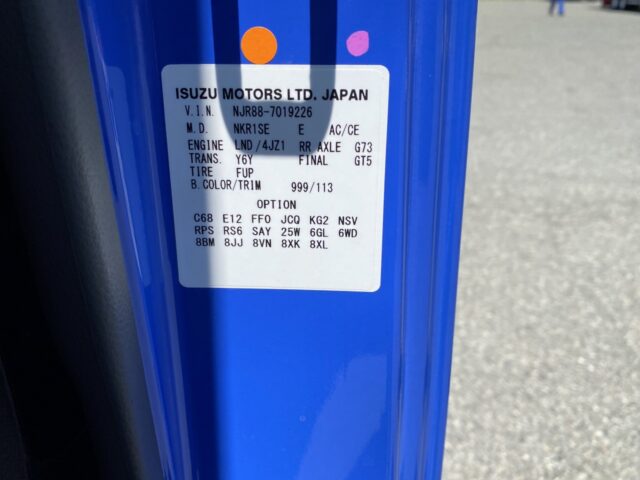 ISUZU MOTORS LTD. JAPAN
V.I.N. NJR88-7019226
M.D. NKR1SE E AC/CE
ENGINE LND/4JZ1 RR AXLE G73
TRANS. Y6Y FINAL GT5
TIRE FUP
B.COLOR/TRIM 999/113
OPTION
C68 E12 FF0 JCQ KG2 NSV
RPS RS6 SAY 25W 6GL 6WD
8BM 8JJ 8VN 8XK 8XL